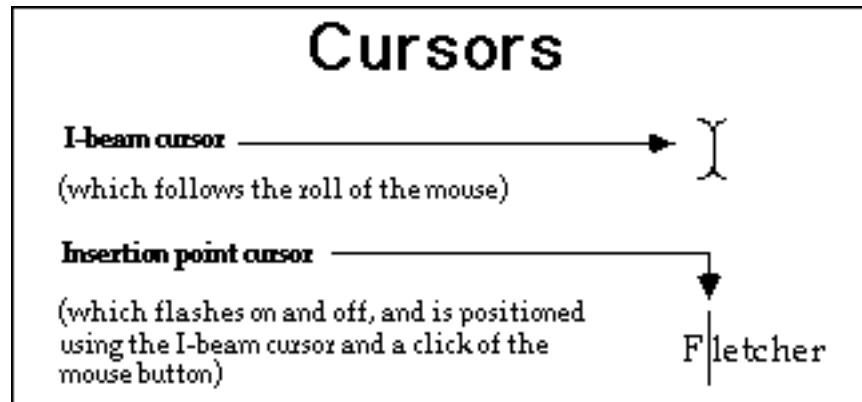 Cursors
I-beam cursor
(which follows the roll of the mouse)
Insertion point cursor
(which flashes on and off, and is positioned
using the I-beam cursor and a click of the
mouse button)
Fletcher